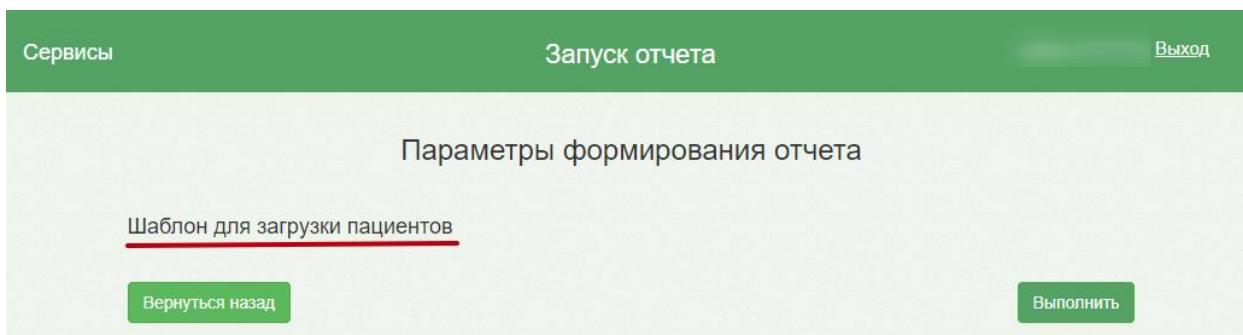 Сервисы
Запуск отчета
Выход
Параметры формирования отчета
Шаблон для загрузки пациентов
Вернуться назад
Выполнить